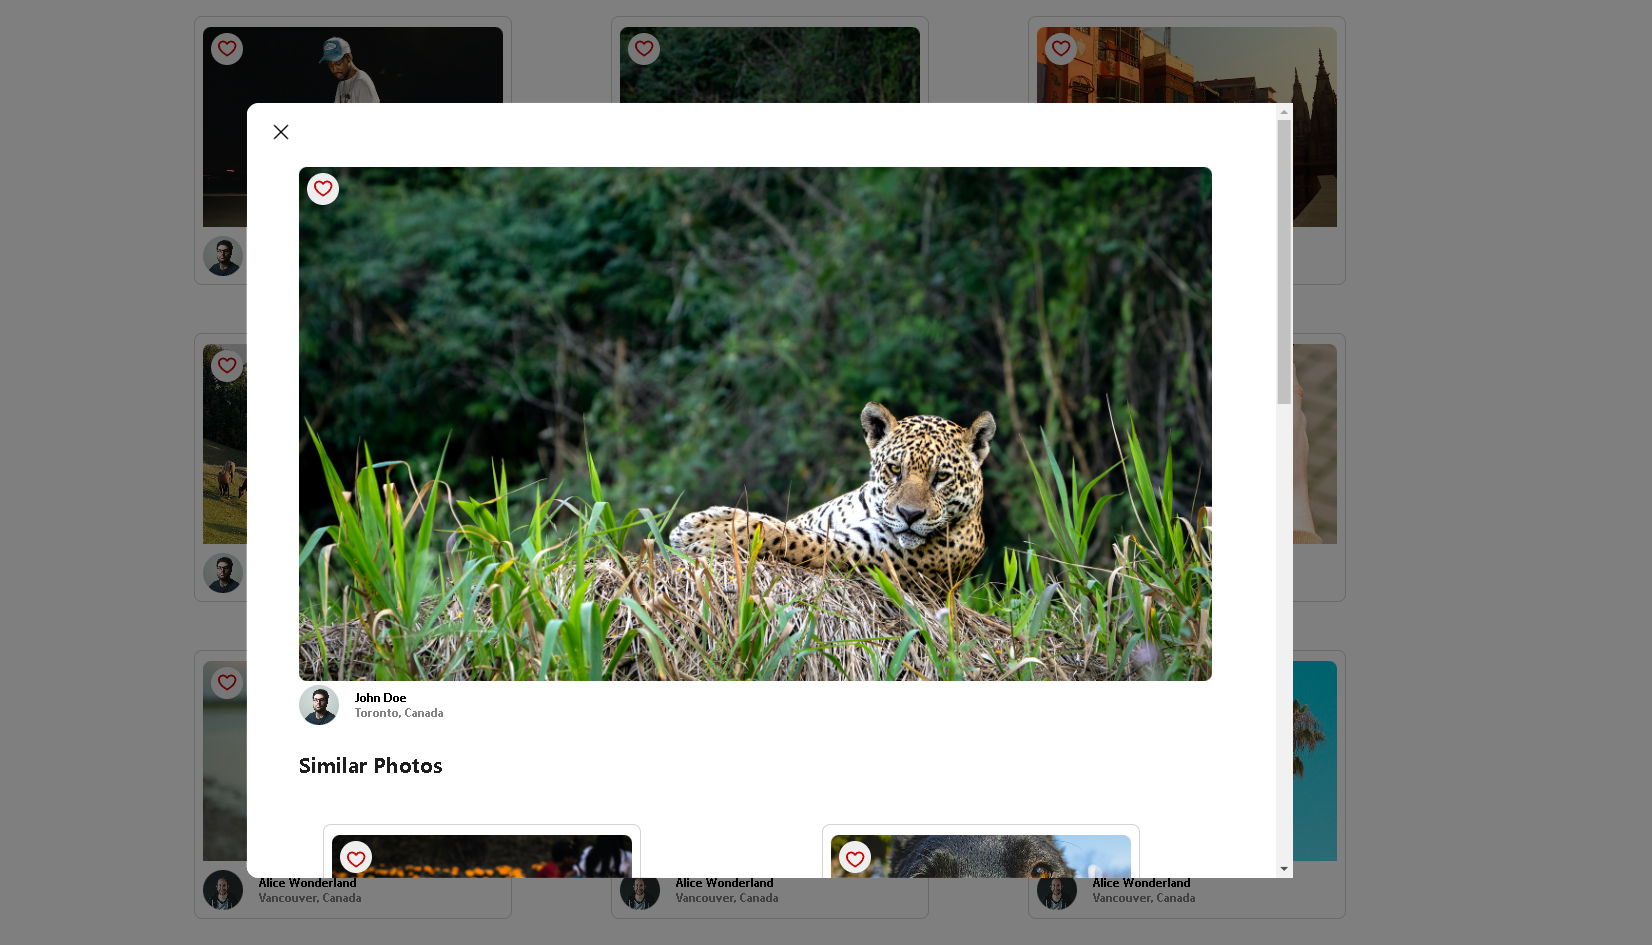 John Doe
Toronto, Canada
Similar Photos
Alice Wonderland
Vancouver, Canada
Alice Wonderland
Vancouver, Canada
Alice Wonderland
Vancouver, Canada